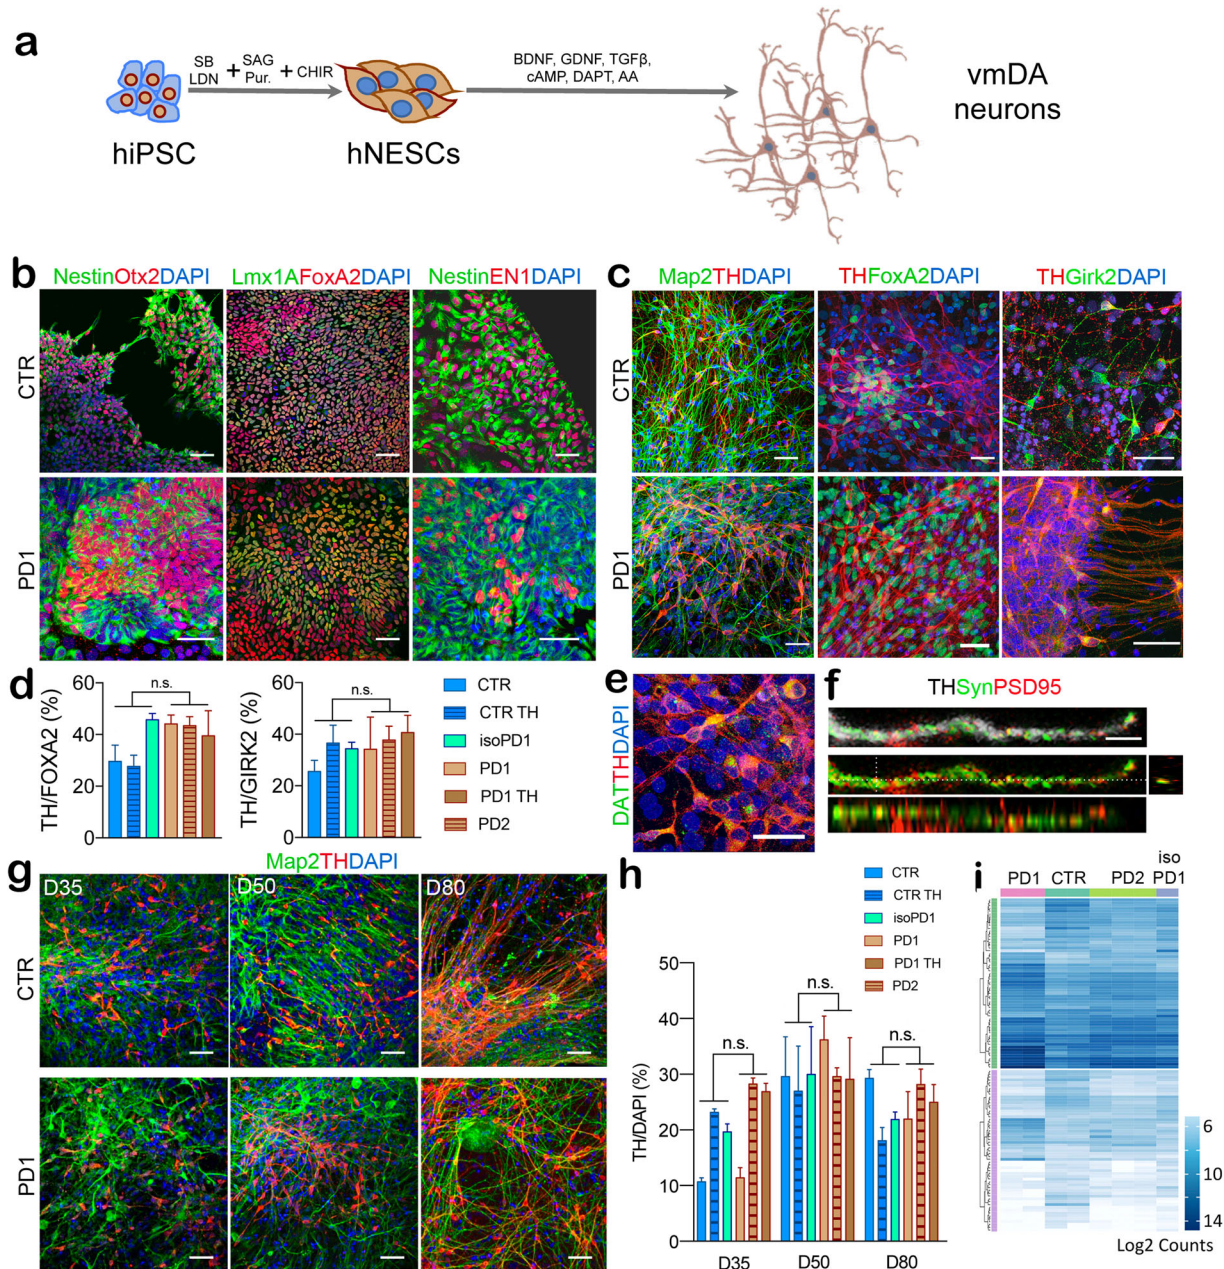 a
SB
LDN
+
SAG
Pur.
+ CHIR
BDNF, GDNF, TGFβ,
cAMP, DAPT, AA
hiPSC
hNESCs
vmDA
neurons
b
NestinOtx2DAPI
Lmx1AFoxA2DAPI
NestinEN1DAPI
CTR
PD1
c
Map2THDAPI
THFoxA2DAPI
THGirk2DAPI
CTR
PD1
d
TH/FOXA2 (%)
60
40
20
0
n.s.
TH/GIRK2 (%)
60
40
20
0
n.s.
CTR
CTR TH
isoPD1
PD1
PD1 TH
PD2
e
DATTHDAPI
f
THSynPSD95
g
Map2THDAPI
D35
D50
D80
CTR
PD1
h
CTR
CTR TH
isoPD1
PD1
PD1 TH
PD2
TH/DAPI (%)
50
40
30
20
10
0
n.s.
n.s.
n.s.
D35
D50
D80
i
PD1
CTR
PD2
iso
PD1
6
10
14
Log2 Counts